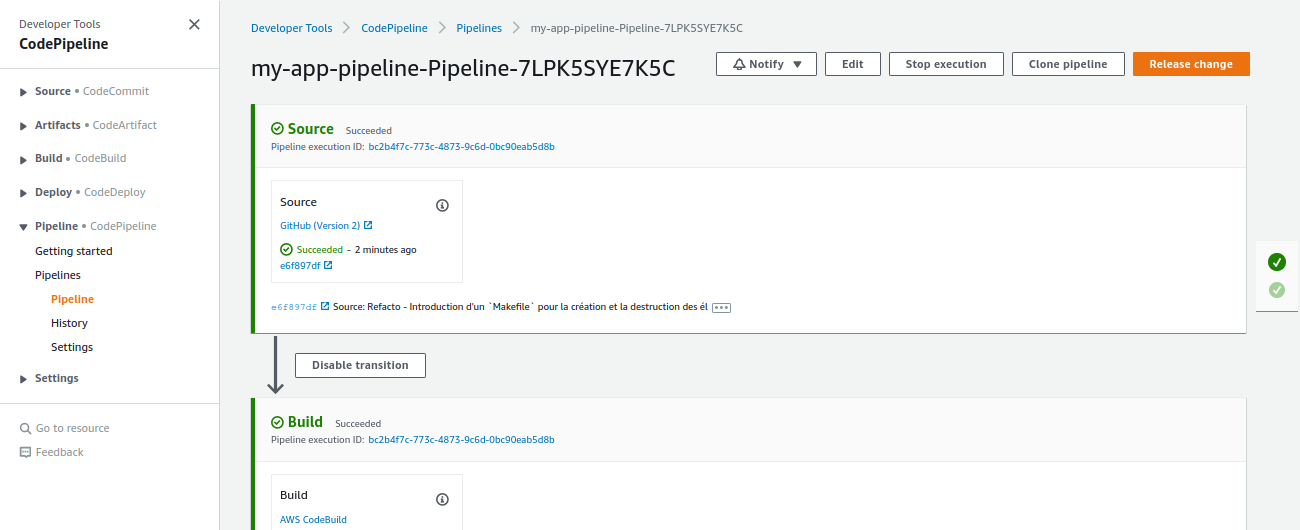 Developer Tools
CodePipeline
Source • CodeCommit
Artifacts • CodeArtifact
Build • CodeBuild
Deploy • CodeDeploy
Pipeline • CodePipeline
Getting started
Pipelines
Pipeline
History
Settings
Settings
Go to resource
Feedback
Developer Tools > CodePipeline > Pipelines > my-app-pipeline-Pipeline-7LPK5SYE7K5C
my-app-pipeline-Pipeline-7LPK5SYE7K5C
Notify Edit Stop execution Clone pipeline Release change
Source Succeeded
Pipeline execution ID: bc2b4f7c-773c-4873-9c6d-0bc90eab5d8b
Source
GitHub (Version 2)
Succeeded - 2 minutes ago
e6f897df
e6f897df Source: Refacto - Introduction d'un `Makefile` pour la création et la destruction des él
Disable transition
Build Succeeded
Pipeline execution ID: bc2b4f7c-773c-4873-9c6d-0bc90eab5d8b
Build
AWS CodeBuild